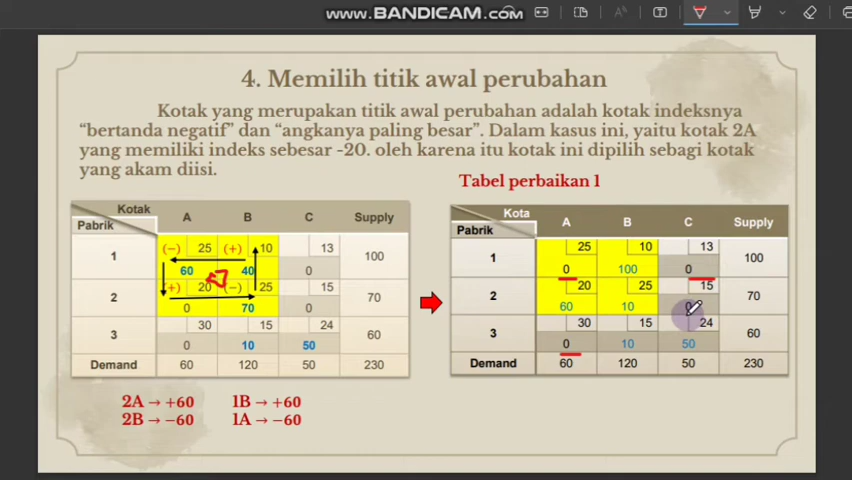 www.BANDICAM.com
4. Memilih titik awal perubahan
Kotak yang merupakan titik awal perubahan adalah kotak indeksnya
“bertanda negatif” dan “angkanya paling besar”. Dalam kasus ini, yaitu kotak 2A
yang memiliki indeks sebesar -20. oleh karena itu kotak ini dipilih sebagi kotak
yang akam diisi.
Tabel perbaikan 1
Kotak
Pabrik
A B C Supply
(-) 25 (+) 10 13
1 100
60 40 0
(+) 20 (-) 25 15
2 70
0 70 0
30 15 24
3 60
0 10 50
Demand 60 120 50 230
Kota
Pabrik
A B C Supply
25 10 13
1 100
0 100 0
20 25 15
2 70
60 10 0
30 15 24
3 60
0 10 50
Demand 60 120 50 230
2A → +60 1B → +60
2B → −60 1A → −60